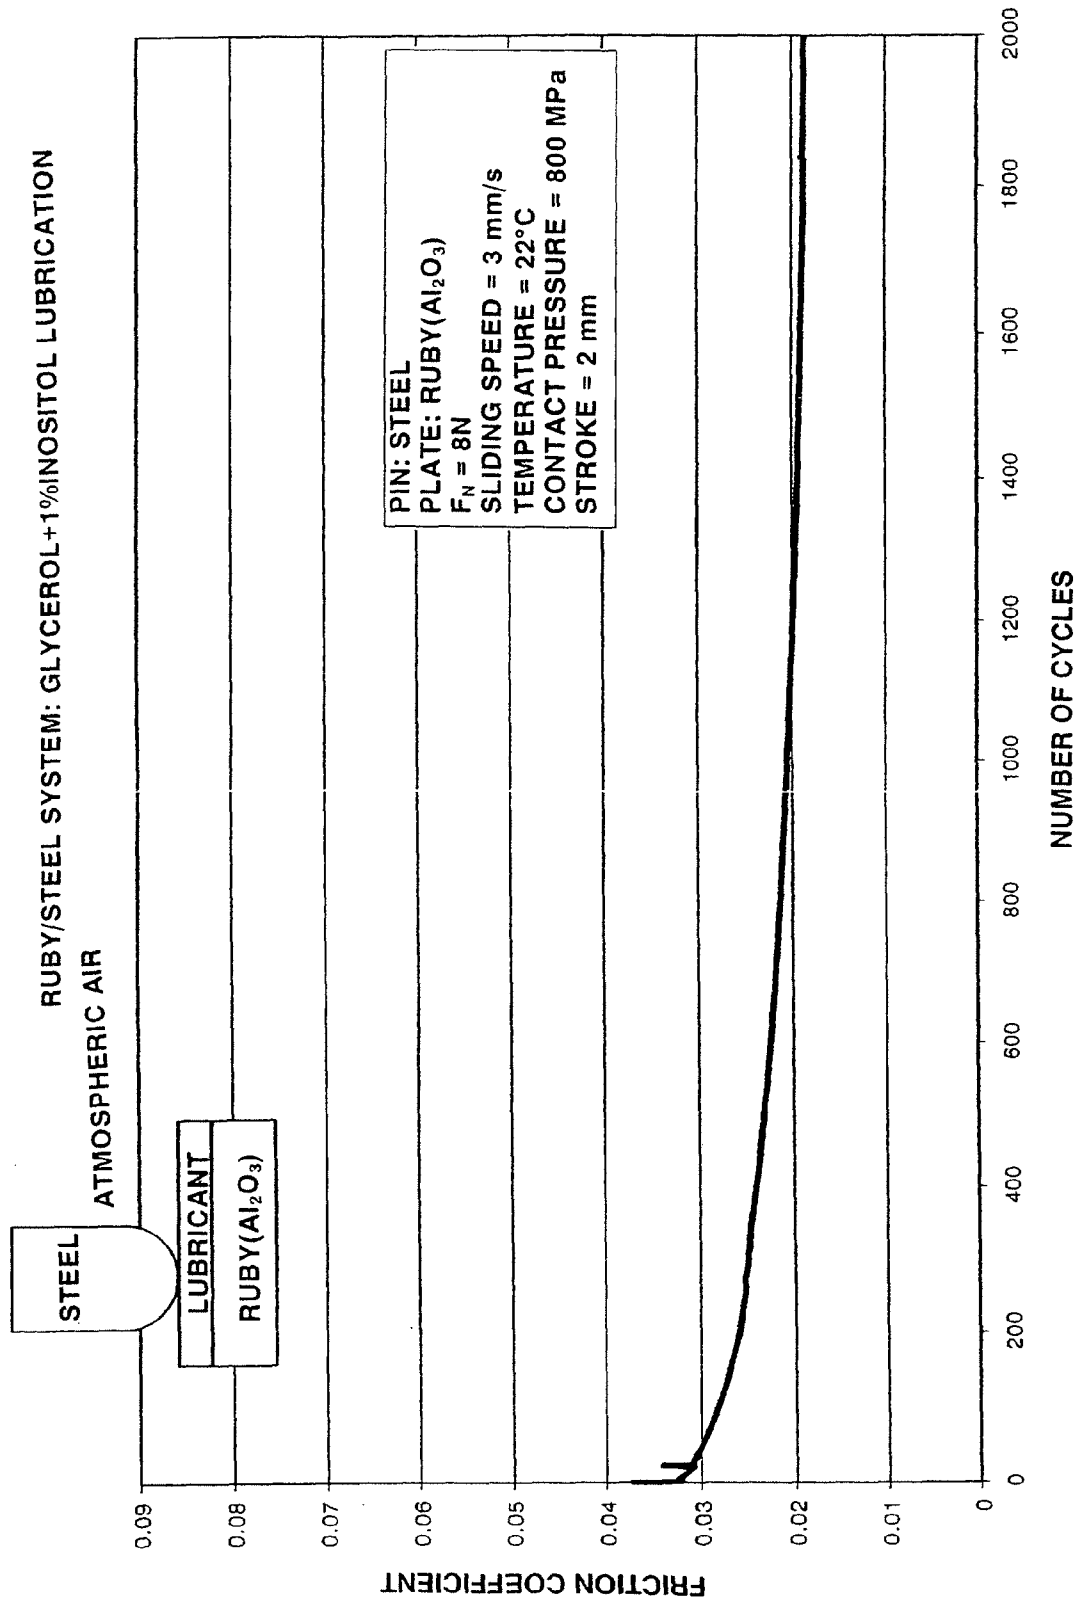 RUBY/STEEL SYSTEM: GLYCEROL+1%INOSITOL LUBRICATION
ATMOSPHERIC AIR
STEEL
LUBRICANT
RUBY(Al₂O₃)
PIN: STEEL
PLATE: RUBY(Al₂O₃)
F_N = 8N
SLIDING SPEED = 3 mm/s
TEMPERATURE = 22°C
CONTACT PRESSURE = 800 MPa
STROKE = 2 mm
FRICTION COEFFICIENT
0.09
0.08
0.07
0.06
0.05
0.04
0.03
0.02
0.01
0
0 200 400 600 800 1000 1200 1400 1600 1800 2000
NUMBER OF CYCLES